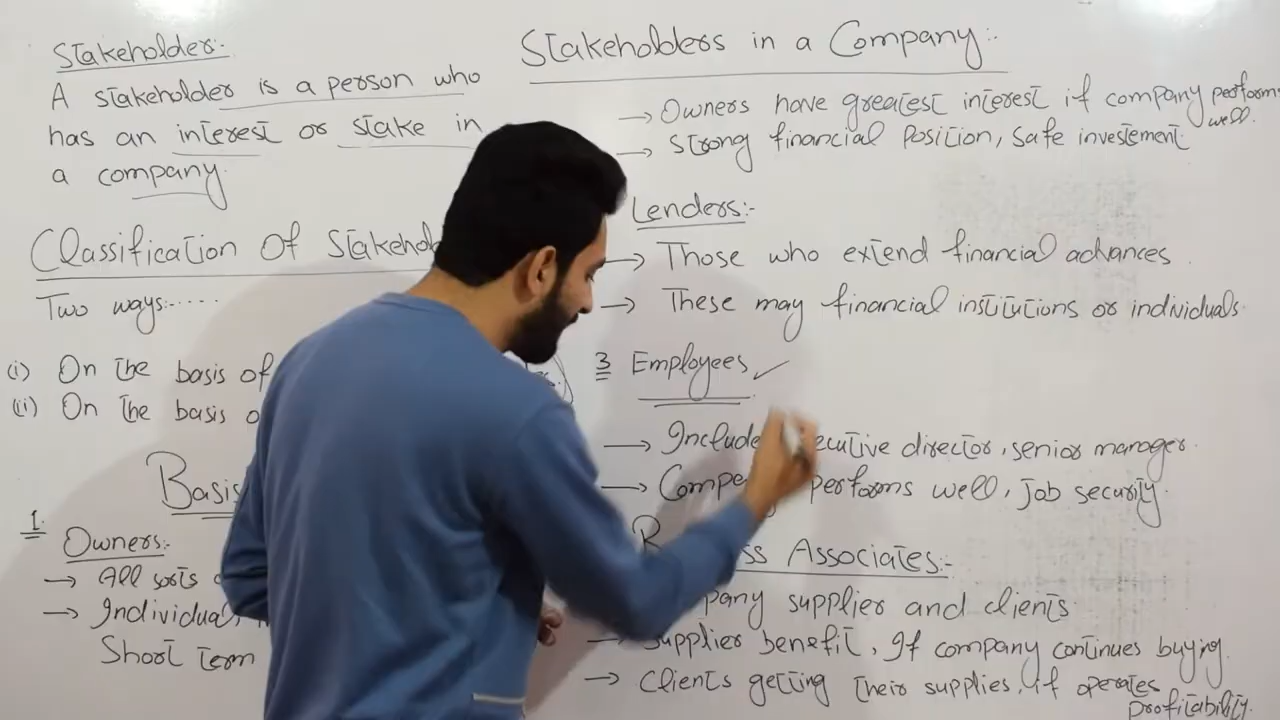 Stakeholder:-
A stakeholder is a person who
has an interest or stake in
a company.
Classification Of Stakehol
Two ways:-....
(i) On the basis of
(ii) On the basis o
Basis
1. Owners:-
→ All sorts
→ Individual,
Short term
Stakeholders in a Company:-
→ Owners have greatest interest if company performs
well.
→ Strong financial Position, Safe investement.
Lenders:-
→ Those who extend financial advances.
→ These may financial institutions or individuals.
3 Employees ✓
→ Include ecutive director, senior manager.
→ Compa performs well, Job security.
B ss Associates:-
pany supplier and clients.
→ Supplier benefit, If company continues buying.
→ Clients getting their supplies, if operates
Profitability.